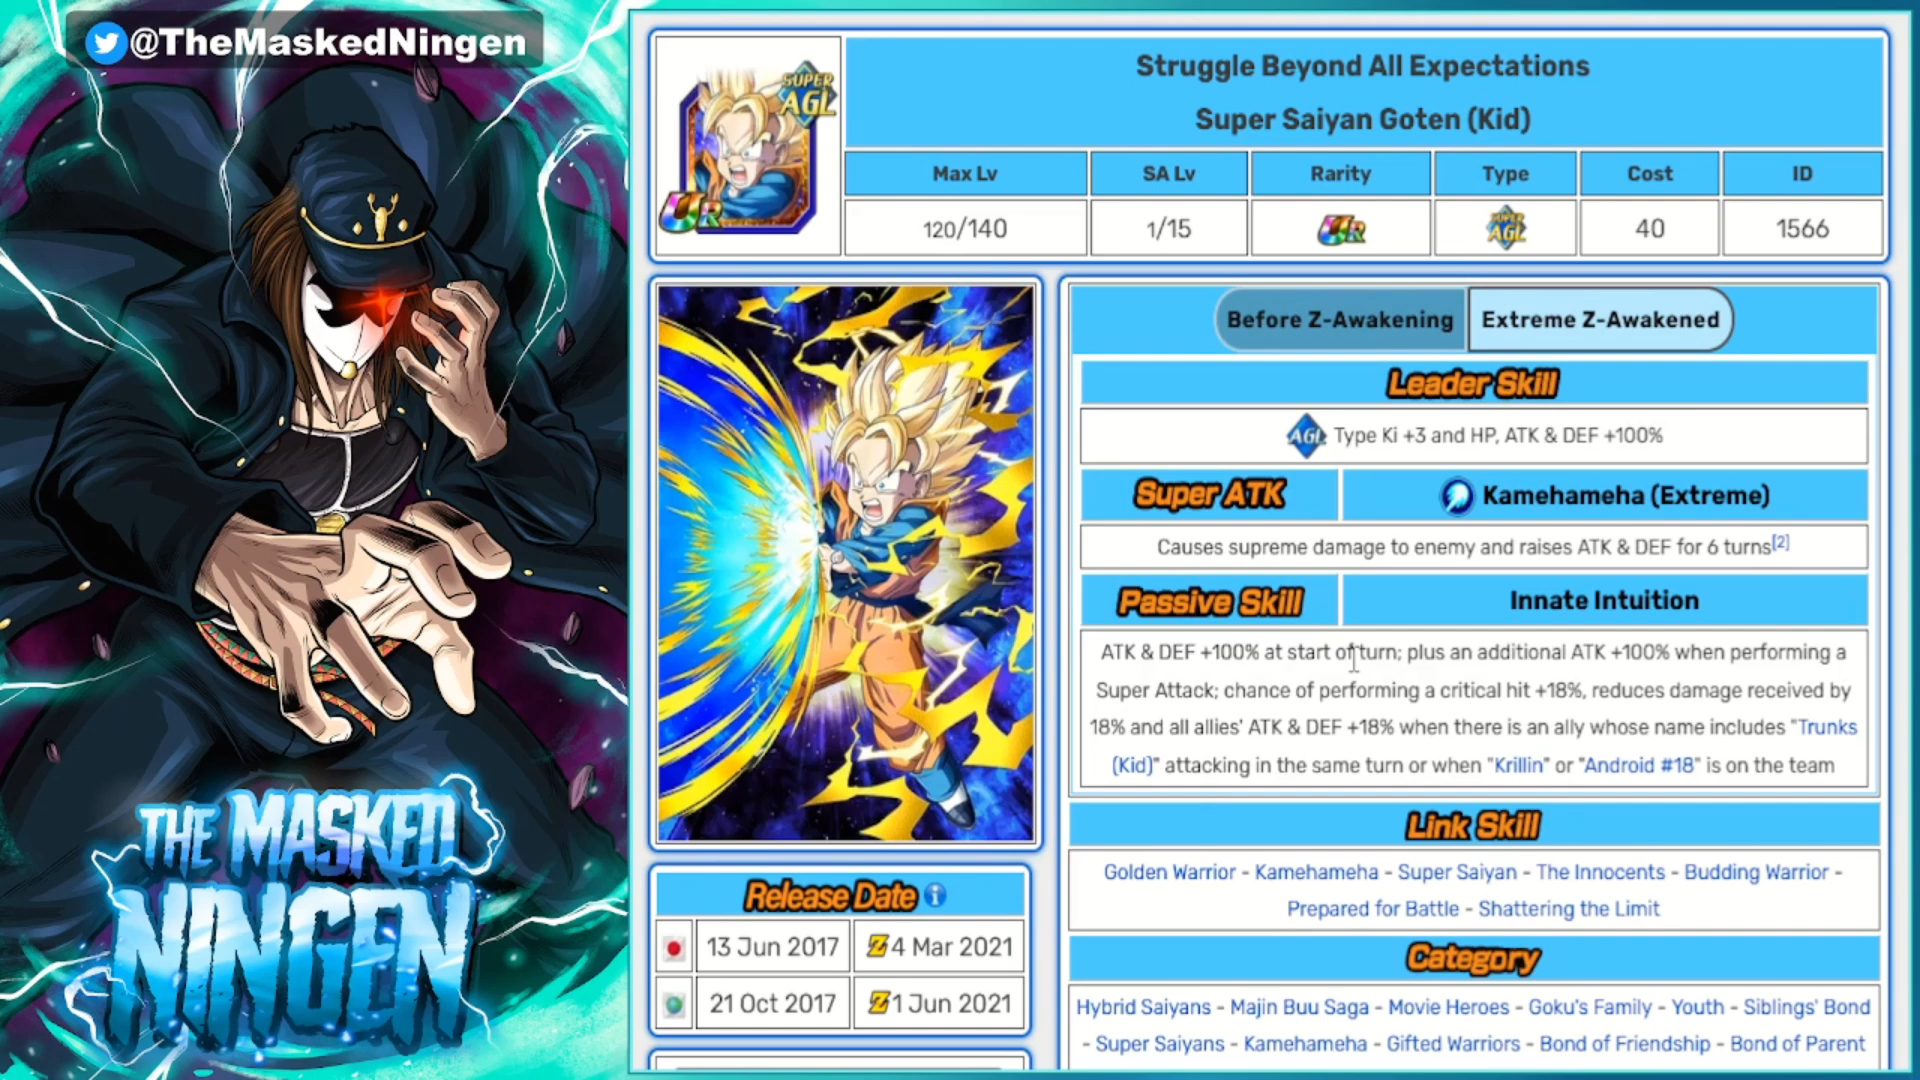 @TheMaskedNingen
THE MASKED
NINGEN
SUPER
AGL
UR
Struggle Beyond All Expectations
Super Saiyan Goten (Kid)
Max Lv SA Lv Rarity Type Cost ID
120/140 1/15 UR SUPER AGL 40 1566
Before Z-Awakening Extreme Z-Awakened
Leader Skill
AGL Type Ki +3 and HP, ATK & DEF +100%
Super ATK Kamehameha (Extreme)
Causes supreme damage to enemy and raises ATK & DEF for 6 turns[2]
Passive Skill Innate Intuition
ATK & DEF +100% at start of turn; plus an additional ATK +100% when performing a
Super Attack; chance of performing a critical hit +18%, reduces damage received by
18% and all allies' ATK & DEF +18% when there is an ally whose name includes "Trunks
(Kid)" attacking in the same turn or when "Krillin" or "Android #18" is on the team
Link Skill
Golden Warrior - Kamehameha - Super Saiyan - The Innocents - Budding Warrior -
Prepared for Battle - Shattering the Limit
Category
Hybrid Saiyans - Majin Buu Saga - Movie Heroes - Goku's Family - Youth - Siblings' Bond
- Super Saiyans - Kamehameha - Gifted Warriors - Bond of Friendship - Bond of Parent
Release Date i
13 Jun 2017 Z 4 Mar 2021
21 Oct 2017 Z 1 Jun 2021